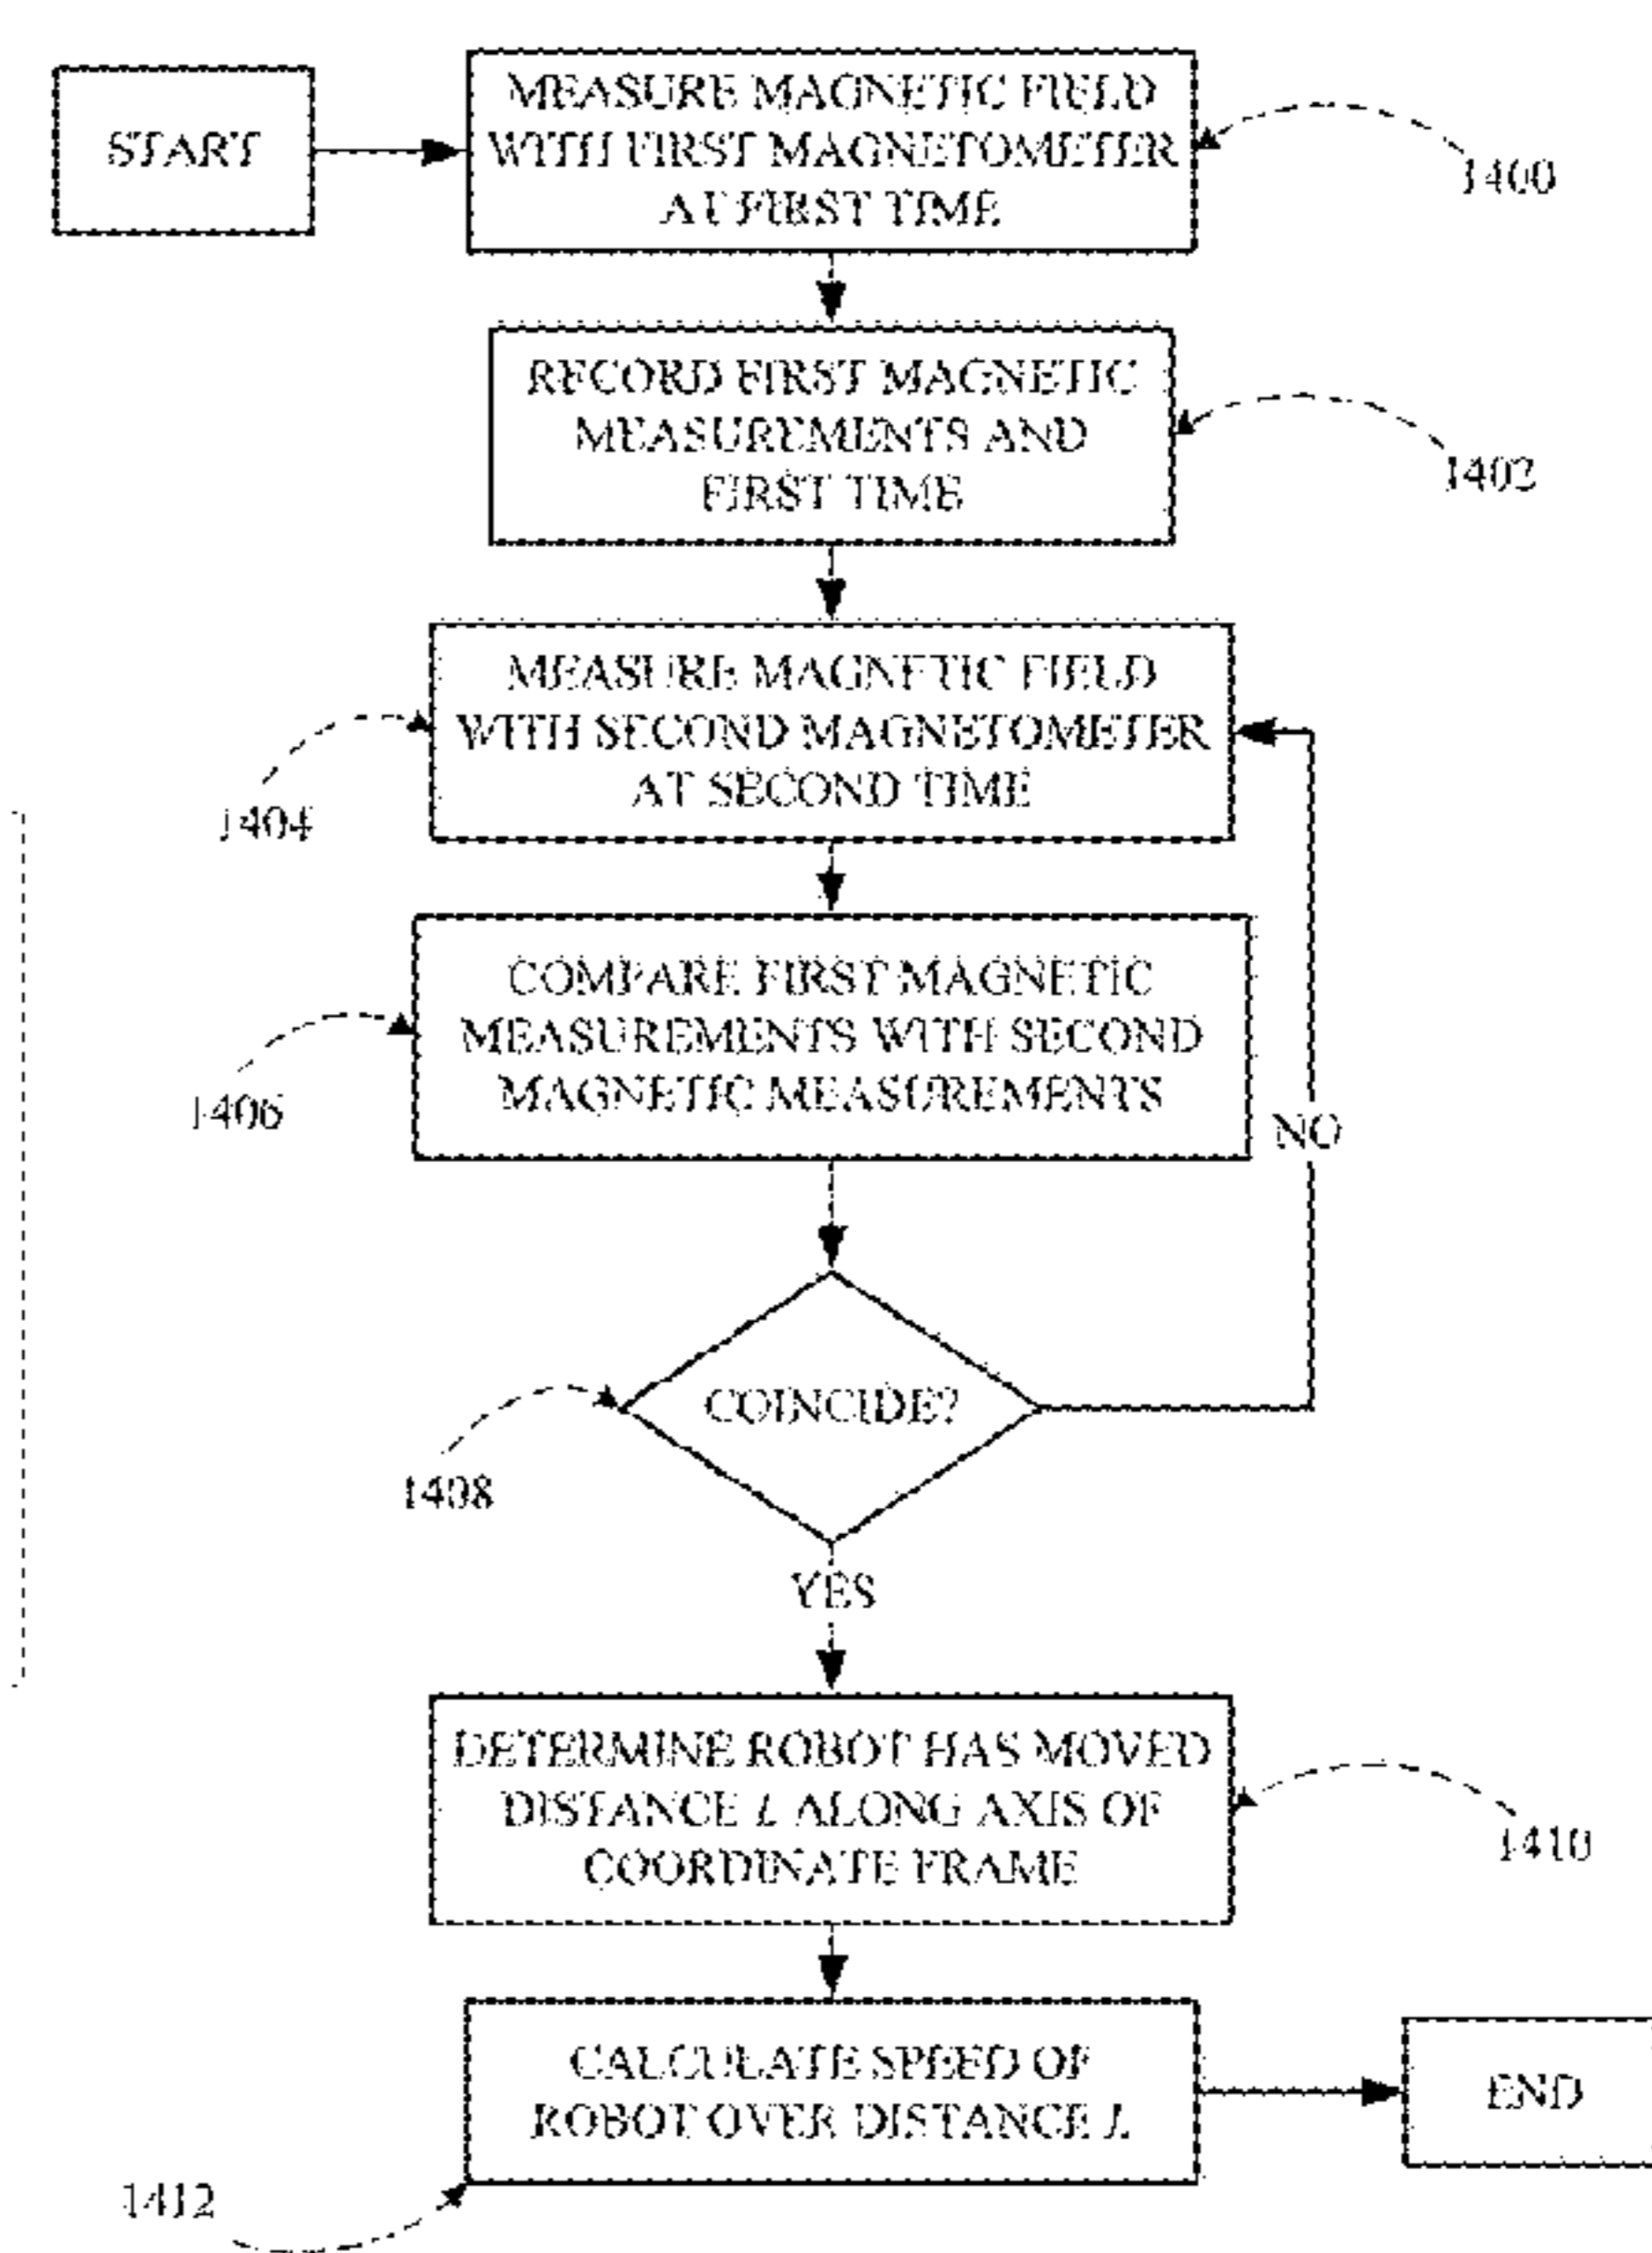 START
MEASURE MAGNETIC FIELD
WITH FIRST MAGNETOMETER
AT FIRST TIME
1400
RECORD FIRST MAGNETIC
MEASUREMENTS AND
FIRST TIME
1402
MEASURE MAGNETIC FIELD
WITH SECOND MAGNETOMETER
AT SECOND TIME
1404
COMPARE FIRST MAGNETIC
MEASUREMENTS WITH SECOND
MAGNETIC MEASUREMENTS
1406
NO
COINCIDE?
1408
YES
DETERMINE ROBOT HAS MOVED
DISTANCE L ALONG AXIS OF
COORDINATE FRAME
1410
CALCULATE SPEED OF
ROBOT OVER DISTANCE L
END
1412